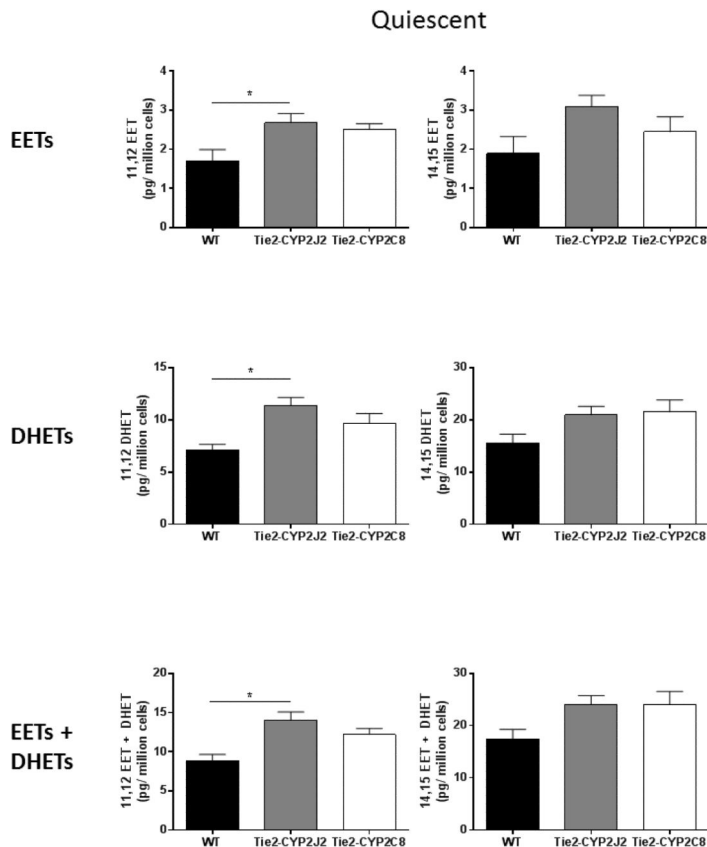 Quiescent
EETs
11,12 EET
(pg/ million cells)
4
3
2
1
0
*
WT
Tie2-CYP2J2
Tie2-CYP2C8
14,15 EET
(pg/ million cells)
4
3
2
1
0
WT
Tie2-CYP2J2
Tie2-CYP2C8
DHETs
11,12 DHET
(pg/ million cells)
15
10
5
0
*
WT
Tie2-CYP2J2
Tie2-CYP2C8
14,15 DHET
(pg/ million cells)
30
20
10
0
WT
Tie2-CYP2J2
Tie2-CYP2C8
EETs +
DHETs
11,12 EET + DHET
(pg/ million cells)
20
15
10
5
0
*
WT
Tie2-CYP2J2
Tie2-CYP2C8
14,15 EET + DHET
(pg/ million cells)
30
20
10
0
WT
Tie2-CYP2J2
Tie2-CYP2C8